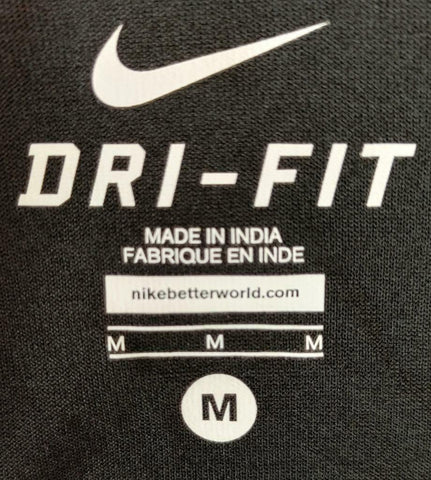 DRI-FIT
MADE IN INDIA
FABRIQUE EN INDE
nikebetterworld.com
M M M
M